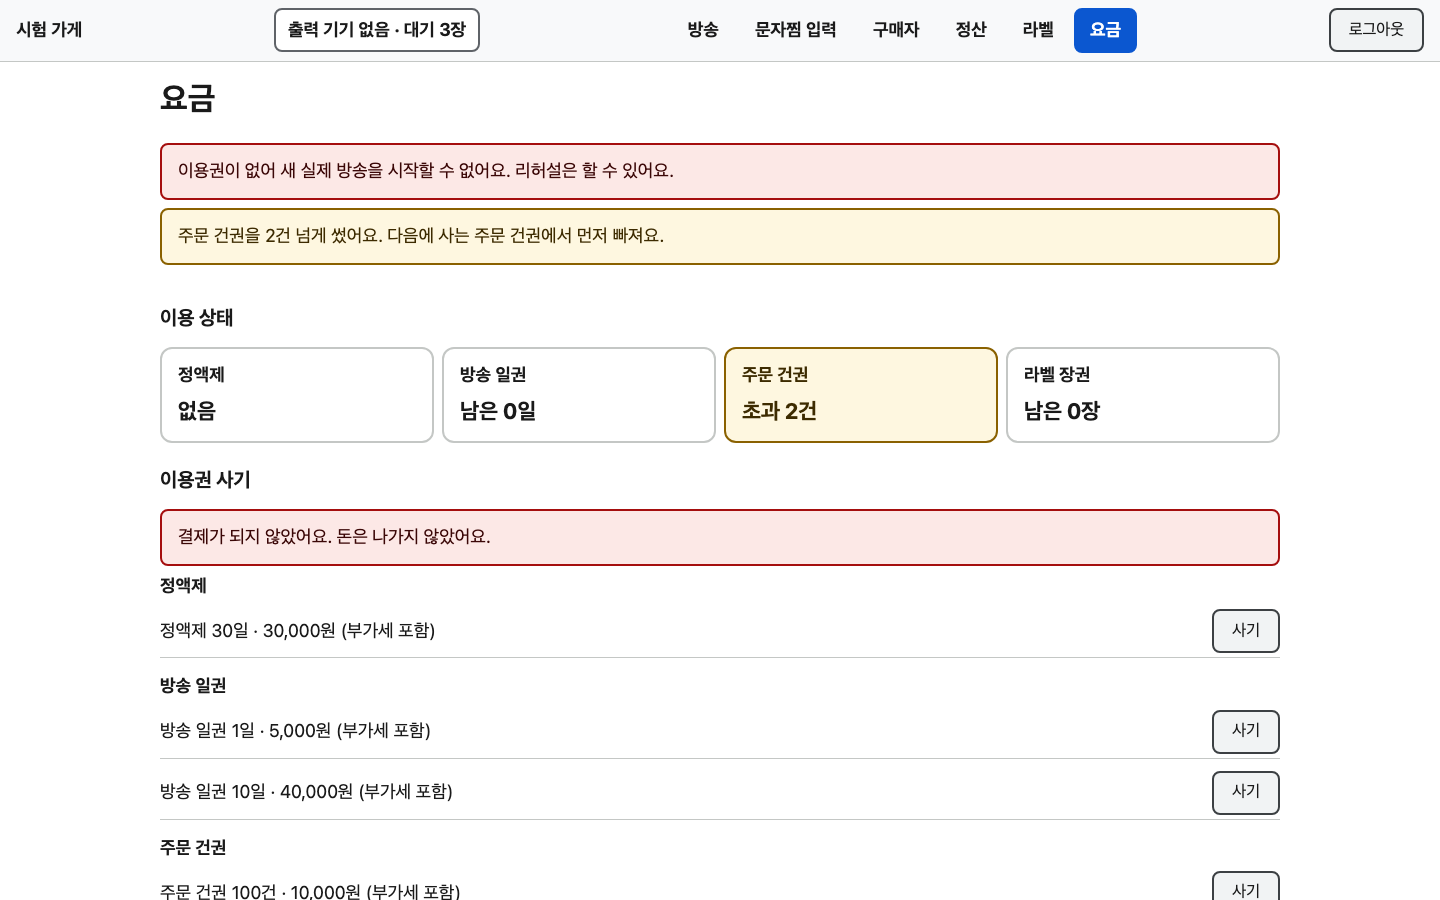 시험 가게
출력 기기 없음 · 대기 3장
방송
문자찜 입력
구매자
정산
라벨
요금
로그아웃
요금
이용권이 없어 새 실제 방송을 시작할 수 없어요. 리허설은 할 수 있어요.
주문 건권을 2건 넘게 썼어요. 다음에 사는 주문 건권에서 먼저 빠져요.
이용 상태
정액제
없음
방송 일권
남은 0일
주문 건권
초과 2건
라벨 장권
남은 0장
이용권 사기
결제가 되지 않았어요. 돈은 나가지 않았어요.
정액제
정액제 30일 · 30,000원 (부가세 포함)
사기
방송 일권
방송 일권 1일 · 5,000원 (부가세 포함)
사기
방송 일권 10일 · 40,000원 (부가세 포함)
사기
주문 건권
주문 건권 100건 · 10,000원 (부가세 포함)
사기